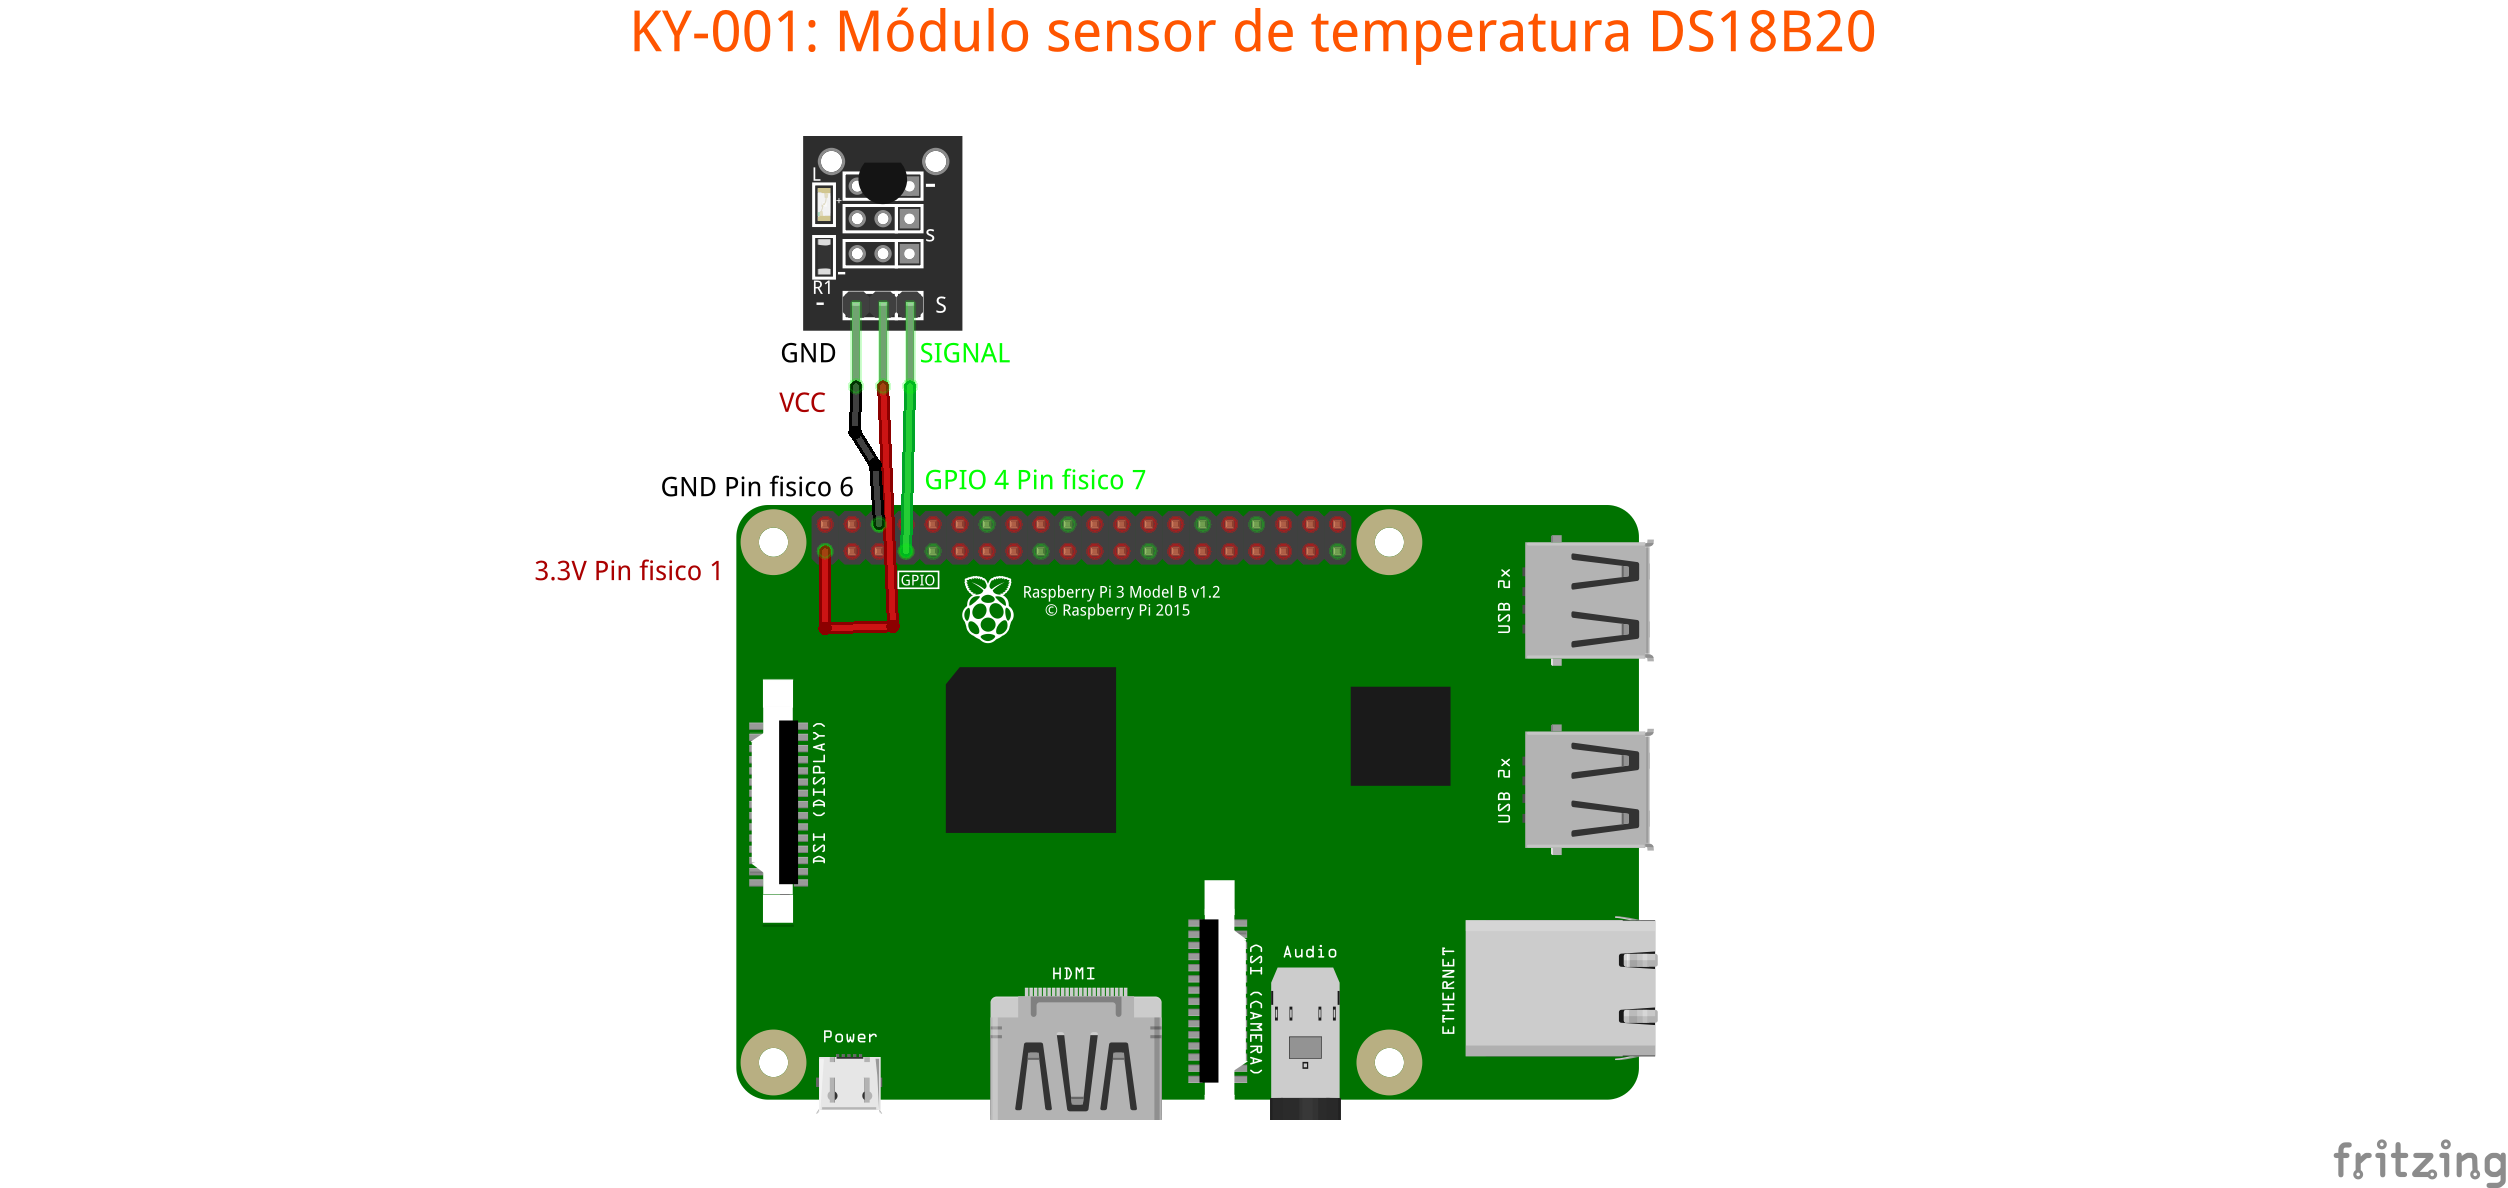 KY-001: Módulo sensor de temperatura DS18B20
L
-
+
S
-
R1
-
S
GND
SIGNAL
VCC
GND Pin fisico 6
GPIO 4 Pin fisico 7
3.3V Pin fisico 1
GPIO
Raspberry Pi 3 Model B v1.2
© Raspberry Pi 2015
USB 2x
DSI (DISPLAY)
USB 2x
Audio
CSI (CAMERA)
ETHERNET
HDMI
Power
fritzing